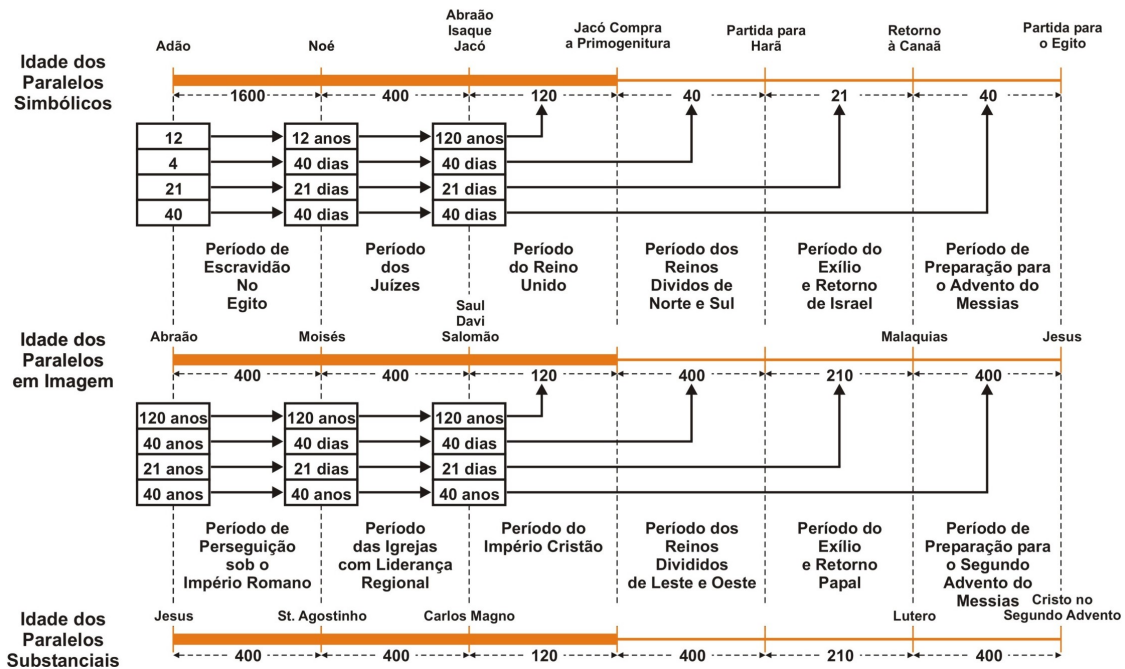 Idade dos
Paralelos
Simbólicos
Adão
Noé
Abraão
Isaque
Jacó
Jacó Compra
a Primogenitura
Partida para
Harã
Retorno
à Canaã
Partida para
o Egito
1600
400
120
40
21
40
12
12 anos
120 anos
4
40 dias
40 dias
21
21 dias
21 dias
40
40 dias
40 dias
Período de
Escravidão
No
Egito
Período
dos
Juízes
Período
do Reino
Unido
Período dos
Reinos
Dividos de
Norte e Sul
Período do
Exílio
e Retorno
de Israel
Período de
Preparação para
o Advento do
Messias
Idade dos
Paralelos
em Imagem
Abraão
Moisés
Saul
Davi
Salomão
Malaquias
Jesus
400
400
120
400
210
400
120 anos
120 anos
120 anos
40 anos
40 dias
40 dias
21 anos
21 dias
21 dias
40 anos
40 anos
40 anos
Período de
Perseguição
sob o
Império Romano
Período
das Igrejas
com Liderança
Regional
Período do
Império Cristão
Período dos
Reinos
Divididos
de Leste e Oeste
Período do
Exílio
e Retorno
Papal
Período de
Preparação para
o Segundo
Advento do
Messias
Idade dos
Paralelos
Substanciais
Jesus
St. Agostinho
Carlos Magno
Lutero
Cristo no
Segundo Advento
400
400
120
400
210
400